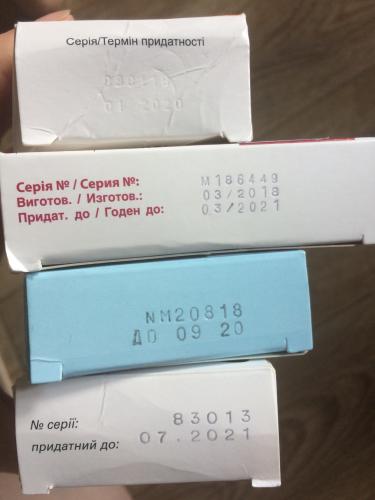 Серія/Термін придатності
01 2020
Серія № / Серия №: M186449
Виготов. / Изготов.: 03/2018
Придат. до / Годен до: 03/2021
NM20818
ДО 09 20
№ серії: 83013
придатний до: 07.2021